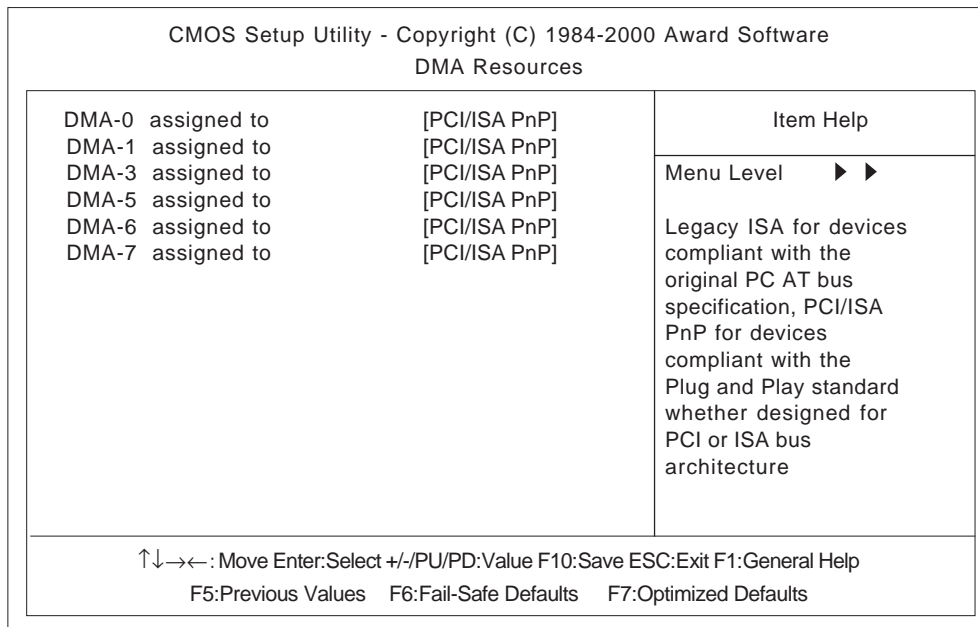 CMOS Setup Utility - Copyright (C) 1984-2000 Award Software
DMA Resources
DMA-0 assigned to [PCI/ISA PnP]
DMA-1 assigned to [PCI/ISA PnP]
DMA-3 assigned to [PCI/ISA PnP]
DMA-5 assigned to [PCI/ISA PnP]
DMA-6 assigned to [PCI/ISA PnP]
DMA-7 assigned to [PCI/ISA PnP]
Item Help
Menu Level ▶ ▶
Legacy ISA for devices
compliant with the
original PC AT bus
specification, PCI/ISA
PnP for devices
compliant with the
Plug and Play standard
whether designed for
PCI or ISA bus
architecture
↑↓→←: Move Enter:Select +/-/PU/PD:Value F10:Save ESC:Exit F1:General Help
F5:Previous Values F6:Fail-Safe Defaults F7:Optimized Defaults